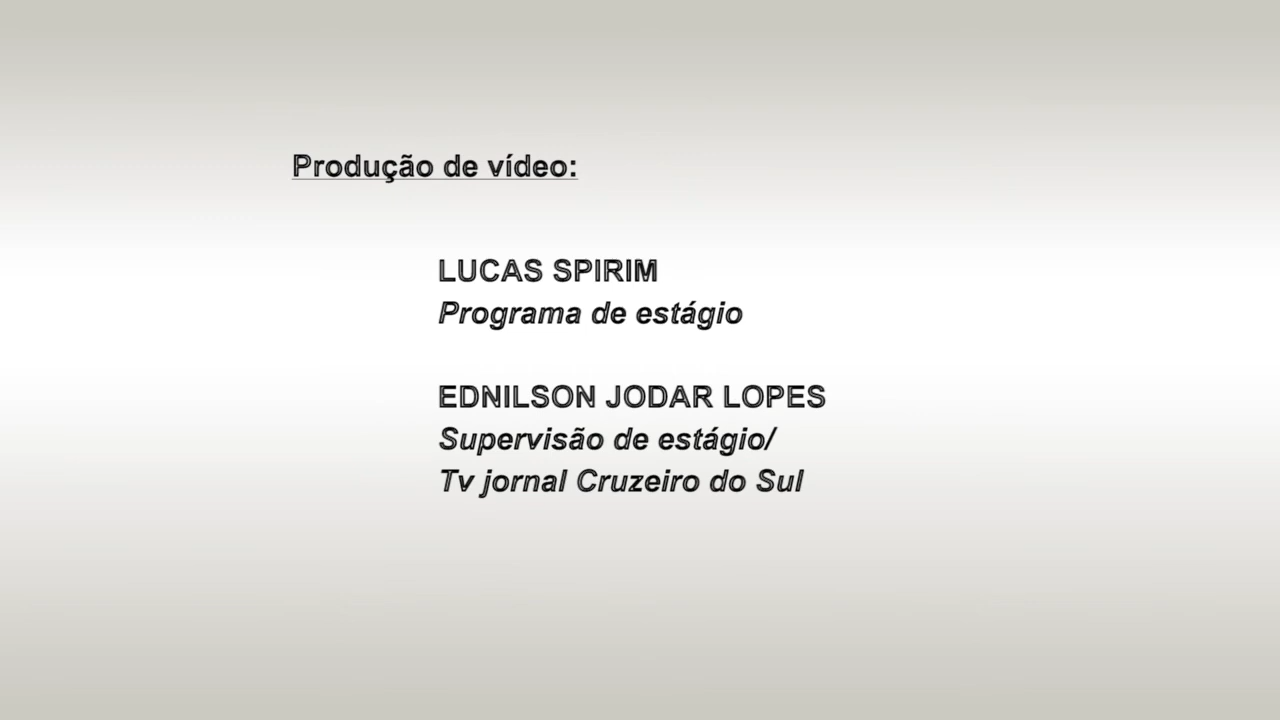 Produção de vídeo:
LUCAS SPIRIM
Programa de estágio
EDNILSON JODAR LOPES
Supervisão de estágio/
Tv jornal Cruzeiro do Sul